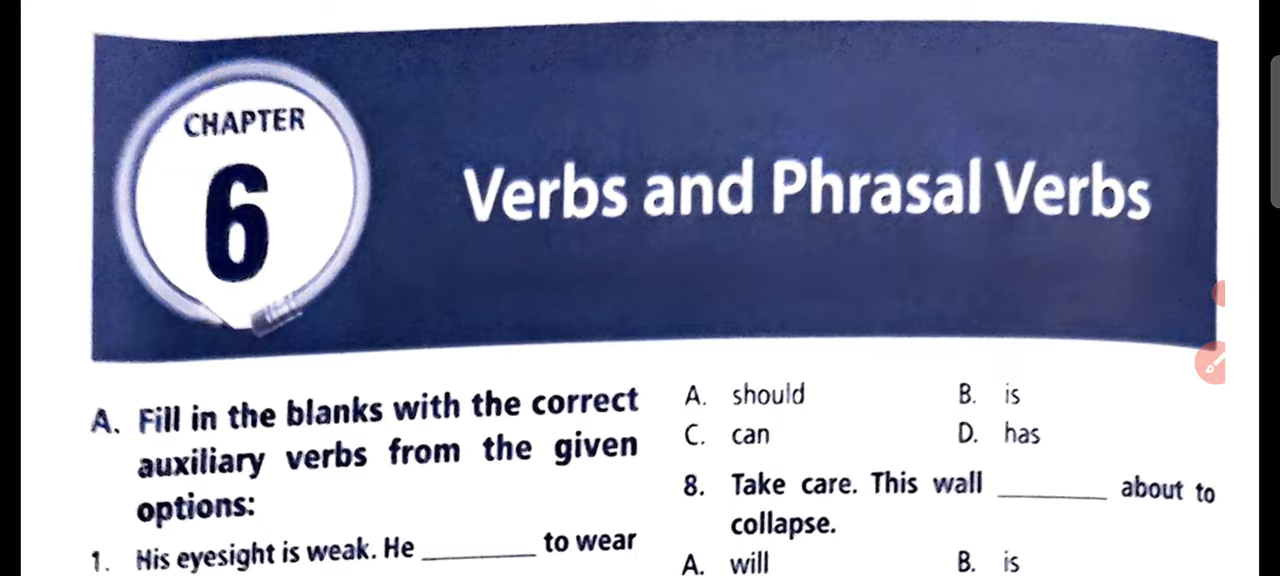 CHAPTER
6
Verbs and Phrasal Verbs
A. Fill in the blanks with the correct
auxiliary verbs from the given
options:
1. His eyesight is weak. He ________ to wear
A. should B. is
C. can D. has
8. Take care. This wall ________ about to
collapse.
A. will B. is